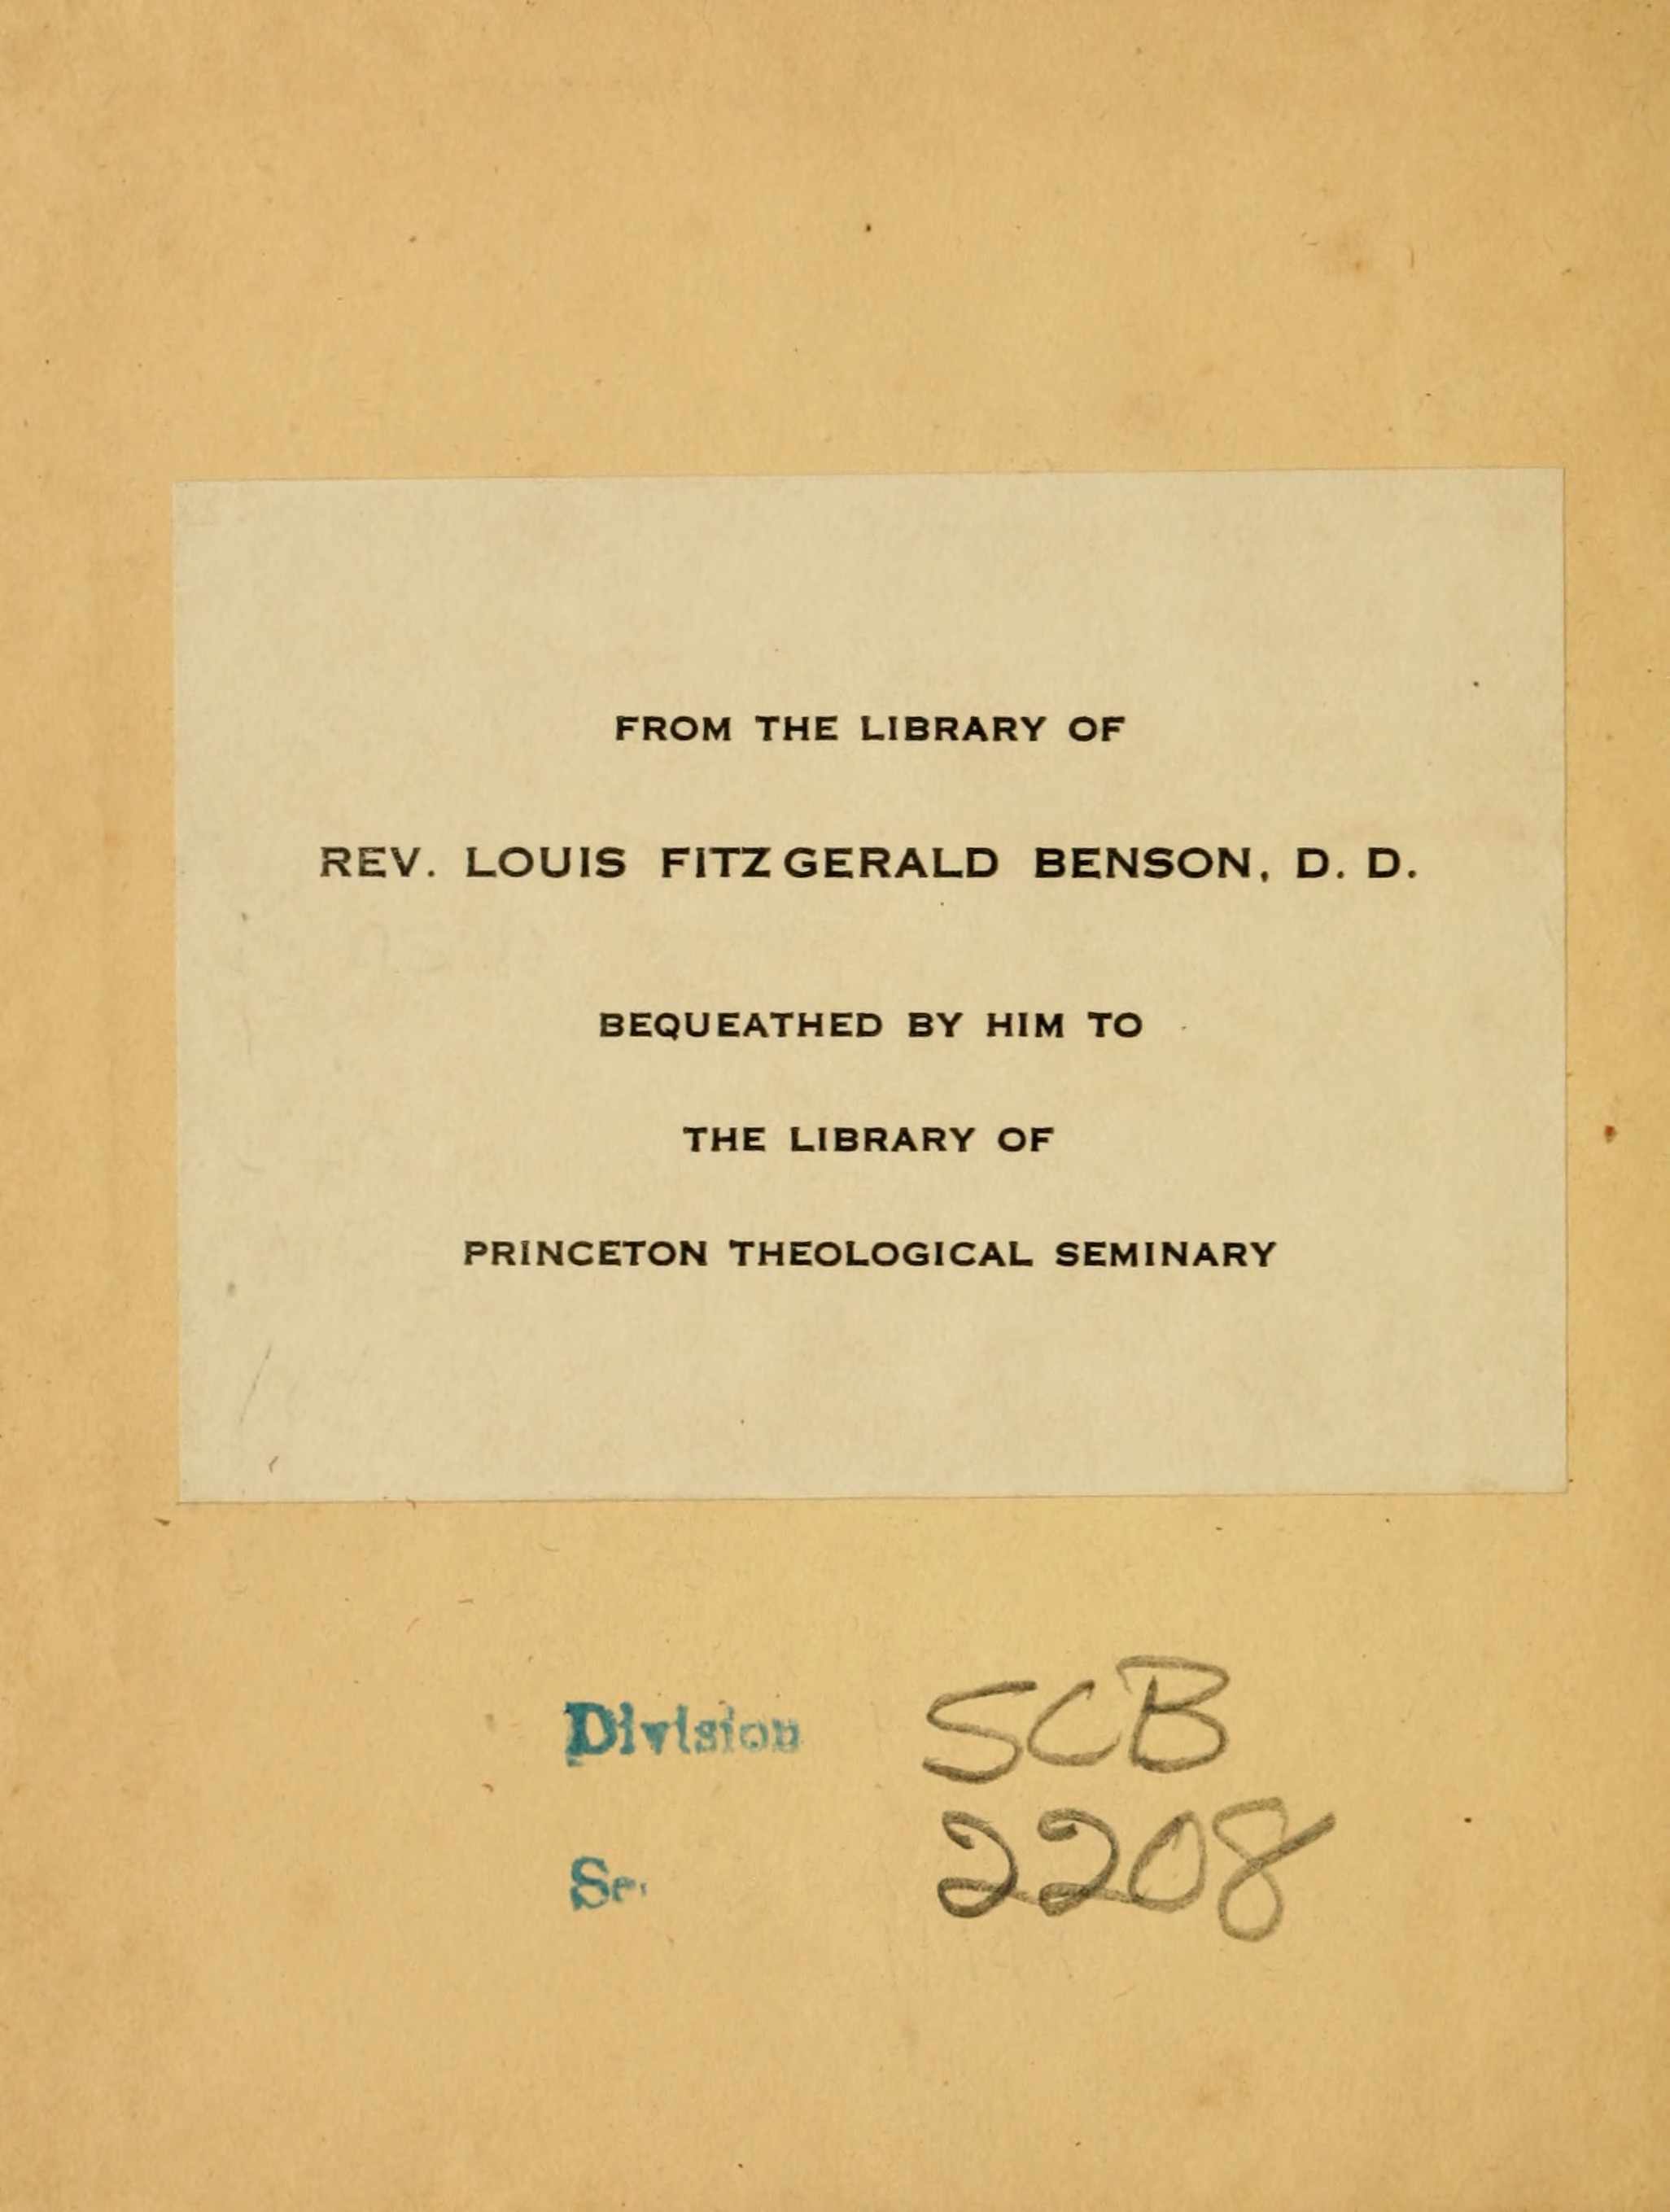 FROM THE LIBRARY OF
REV. LOUIS FITZGERALD BENSON, D. D.
BEQUEATHED BY HIM TO
THE LIBRARY OF
PRINCETON THEOLOGICAL SEMINARY
Division SCB
2208